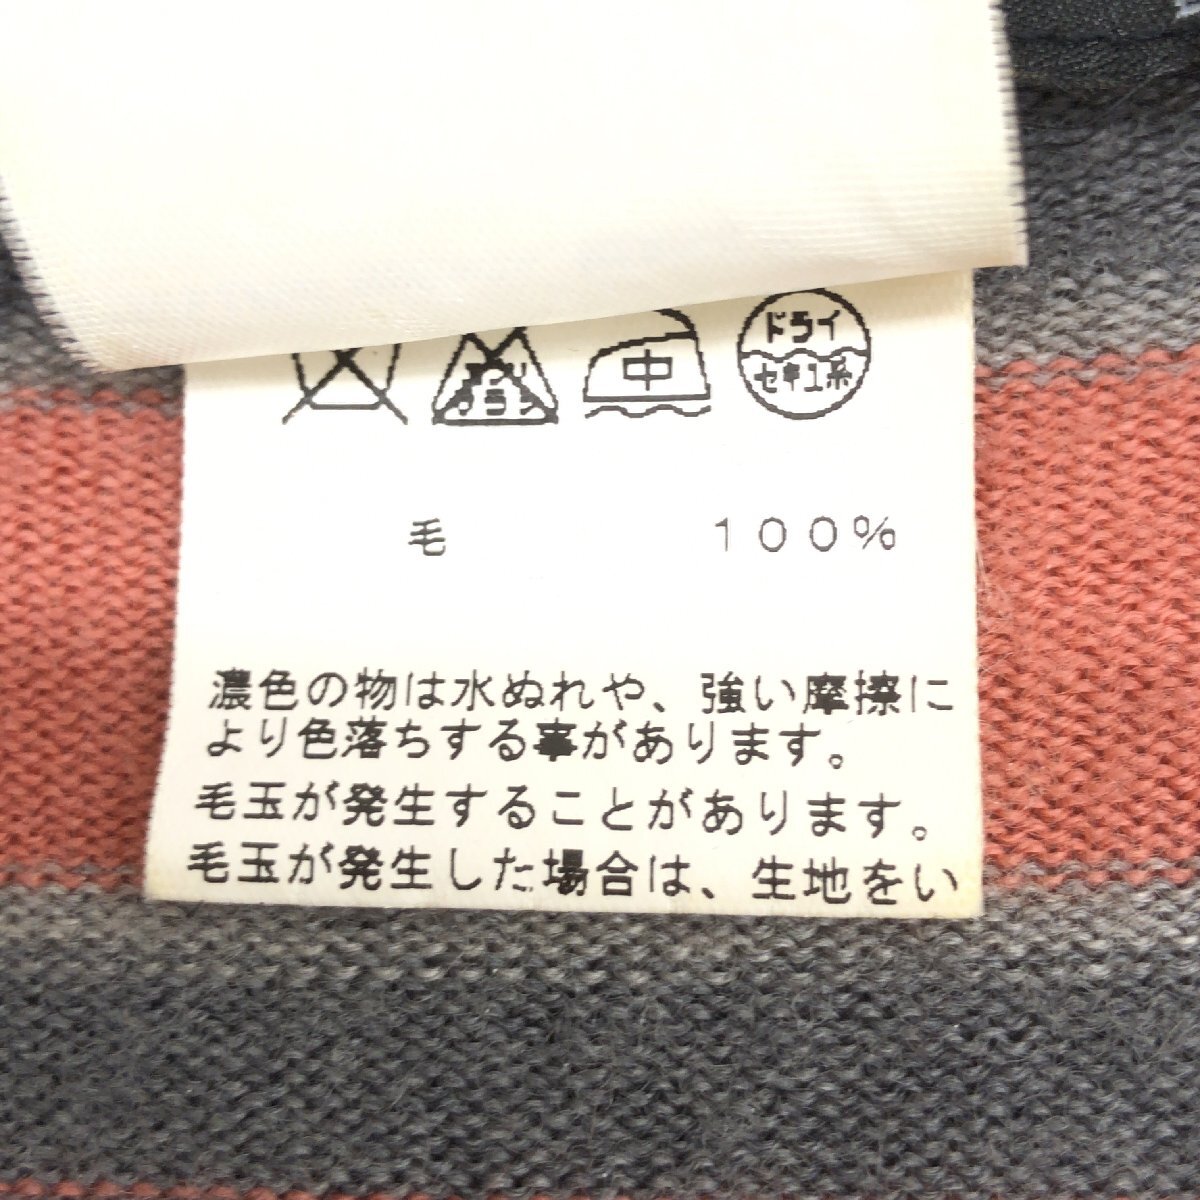 中
ドライ
セキユ系
毛 100%
濃色の物は水ぬれや、強い摩擦に
より色落ちする事があります。
毛玉が発生することがあります。
毛玉が発生した場合は、生地をい